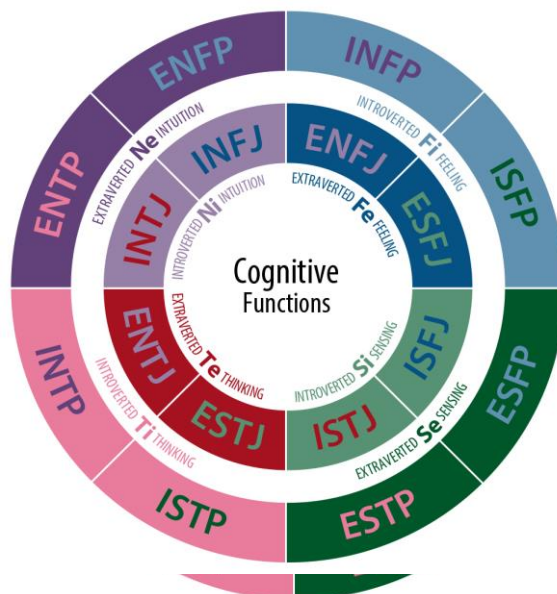 ENFP
INFP
ENTP
ISFP
EXTRAVERTED Ne INTUITION
INTROVERTED Fi FEELING
INFJ
ENFJ
INTJ
ESFJ
INTROVERTED Ni INTUITION
EXTRAVERTED Fe FEELING
Cognitive
Functions
EXTRAVERTED Te THINKING
INTROVERTED Si SENSING
ENTJ
ISFJ
ESTJ
ISTJ
INTROVERTED Ti THINKING
EXTRAVERTED Se SENSING
INTP
ESFP
ISTP
ESTP